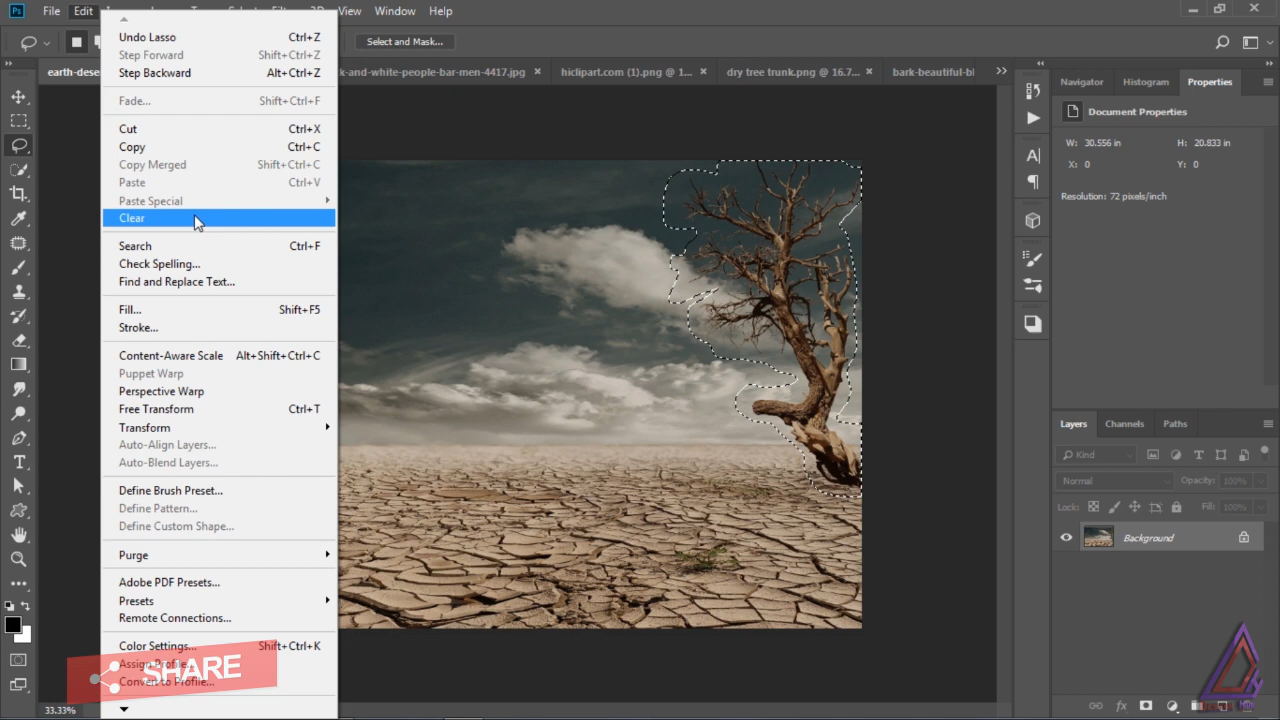 Ps File Edit View Window Help
Select and Mask...
earth-dese
k-and-white-people-bar-men-4417.jpg × hiclipart.com (1).png @ 1... × dry tree trunk.png @ 16.7... × bark-beautiful-bl
Undo Lasso Ctrl+Z
Step Forward Shift+Ctrl+Z
Step Backward Alt+Ctrl+Z
Fade... Shift+Ctrl+F
Cut Ctrl+X
Copy Ctrl+C
Copy Merged Shift+Ctrl+C
Paste Ctrl+V
Paste Special
Clear
Search Ctrl+F
Check Spelling...
Find and Replace Text...
Fill... Shift+F5
Stroke...
Content-Aware Scale Alt+Shift+Ctrl+C
Puppet Warp
Perspective Warp
Free Transform Ctrl+T
Transform
Auto-Align Layers...
Auto-Blend Layers...
Define Brush Preset...
Define Pattern...
Define Custom Shape...
Purge
Adobe PDF Presets...
Presets
Remote Connections...
Color Settings... Shift+Ctrl+K
Assign Profile...
Convert to Profile...
SHARE
33.33%
Navigator Histogram Properties
Document Properties
W: 30.556 in H: 20.833 in
X: 0 Y: 0
Resolution: 72 pixels/inch
Layers Channels Paths
Kind
Normal Opacity: 100%
Lock: Fill: 100%
Background